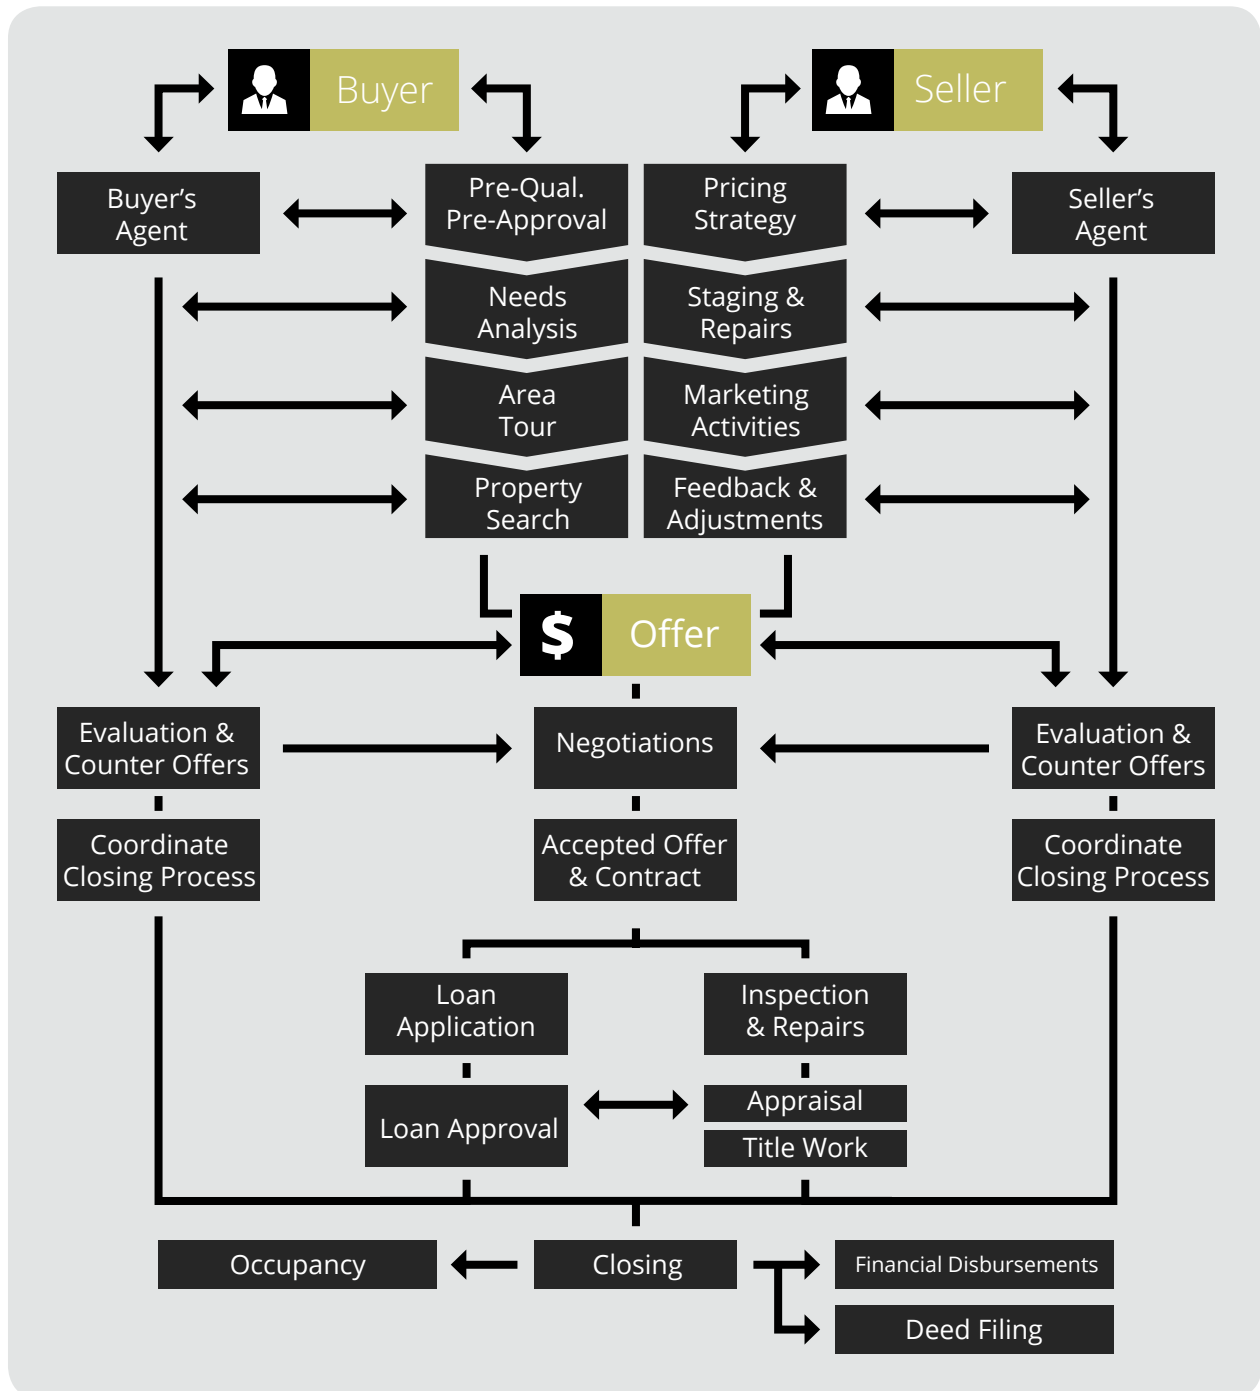 Buyer
Seller
Buyer’s
Agent
Pre-Qual.
Pre-Approval
Pricing
Strategy
Seller’s
Agent
Needs
Analysis
Staging &
Repairs
Area
Tour
Marketing
Activities
Property
Search
Feedback &
Adjustments
$ Offer
Evaluation &
Counter Offers
Negotiations
Evaluation &
Counter Offers
Coordinate
Closing Process
Accepted Offer
& Contract
Coordinate
Closing Process
Loan
Application
Inspection
& Repairs
Loan Approval
Appraisal
Title Work
Occupancy
Closing
Financial Disbursements
Deed Filing